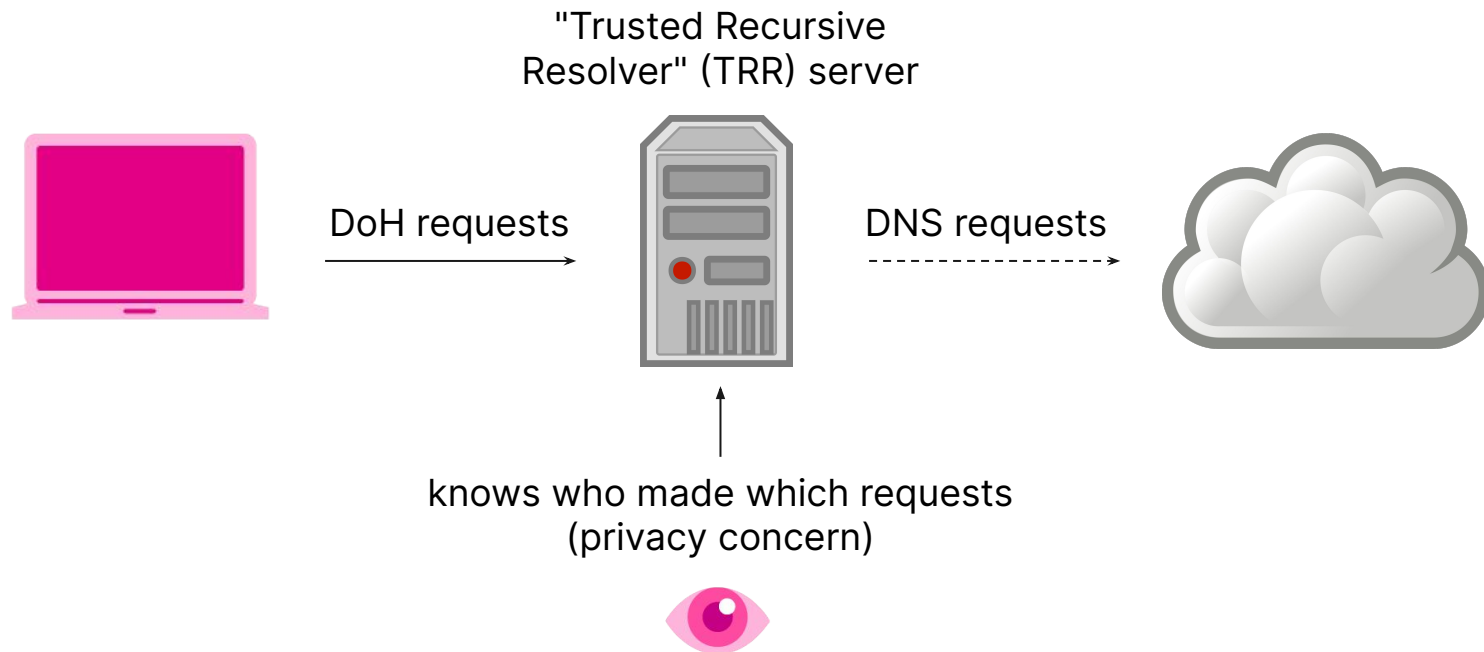 "Trusted Recursive
Resolver" (TRR) server
DoH requests
DNS requests
knows who made which requests
(privacy concern)